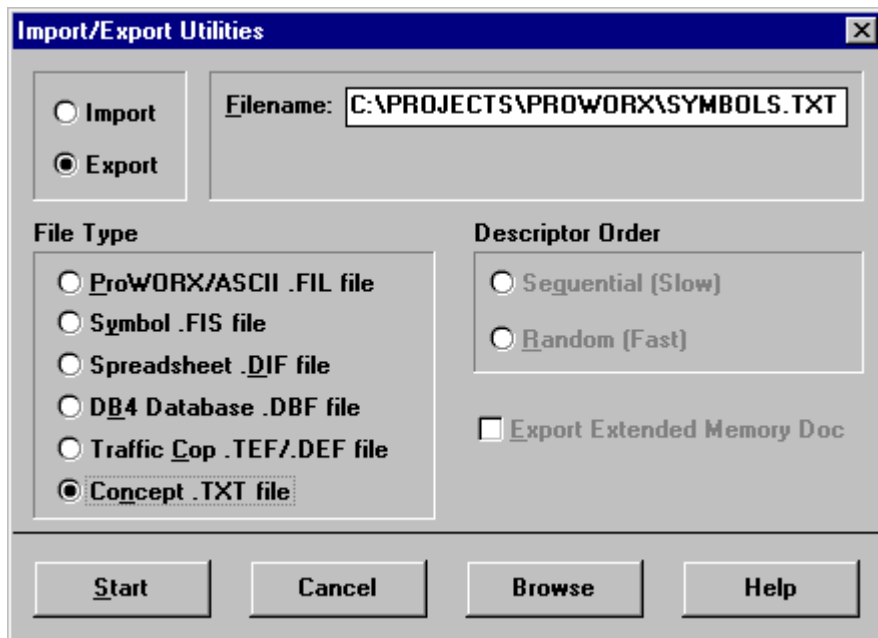 Import/Export Utilities
Import
Export
Filename: C:\PROJECTS\PROWORX\SYMBOLS.TXT
File Type
ProWORX/ASCII .FIL file
Symbol .FIS file
Spreadsheet .DIF file
DB4 Database .DBF file
Traffic Cop .TEF/.DEF file
Concept .TXT file
Descriptor Order
Sequential (Slow)
Random (Fast)
Export Extended Memory Doc
Start
Cancel
Browse
Help